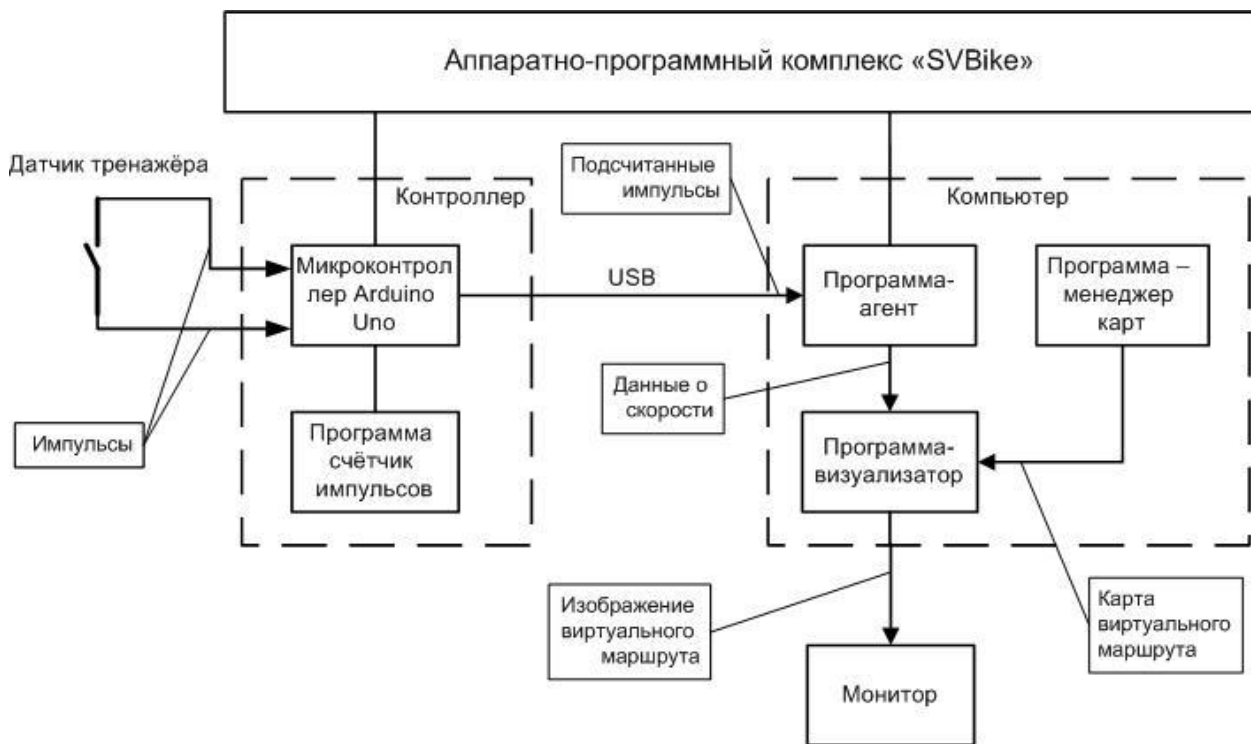 Аппаратно-программный комплекс «SVBike»
Датчик тренажёра
Подсчитанные
импульсы
Контроллер
Компьютер
Микроконтрол
лер Arduino
Uno
USB
Программа-
агент
Программа –
менеджер
карт
Данные о
скорости
Импульсы
Программа
счётчик
импульсов
Программа-
визуализатор
Изображение
виртуального
маршрута
Карта
виртуального
маршрута
Монитор